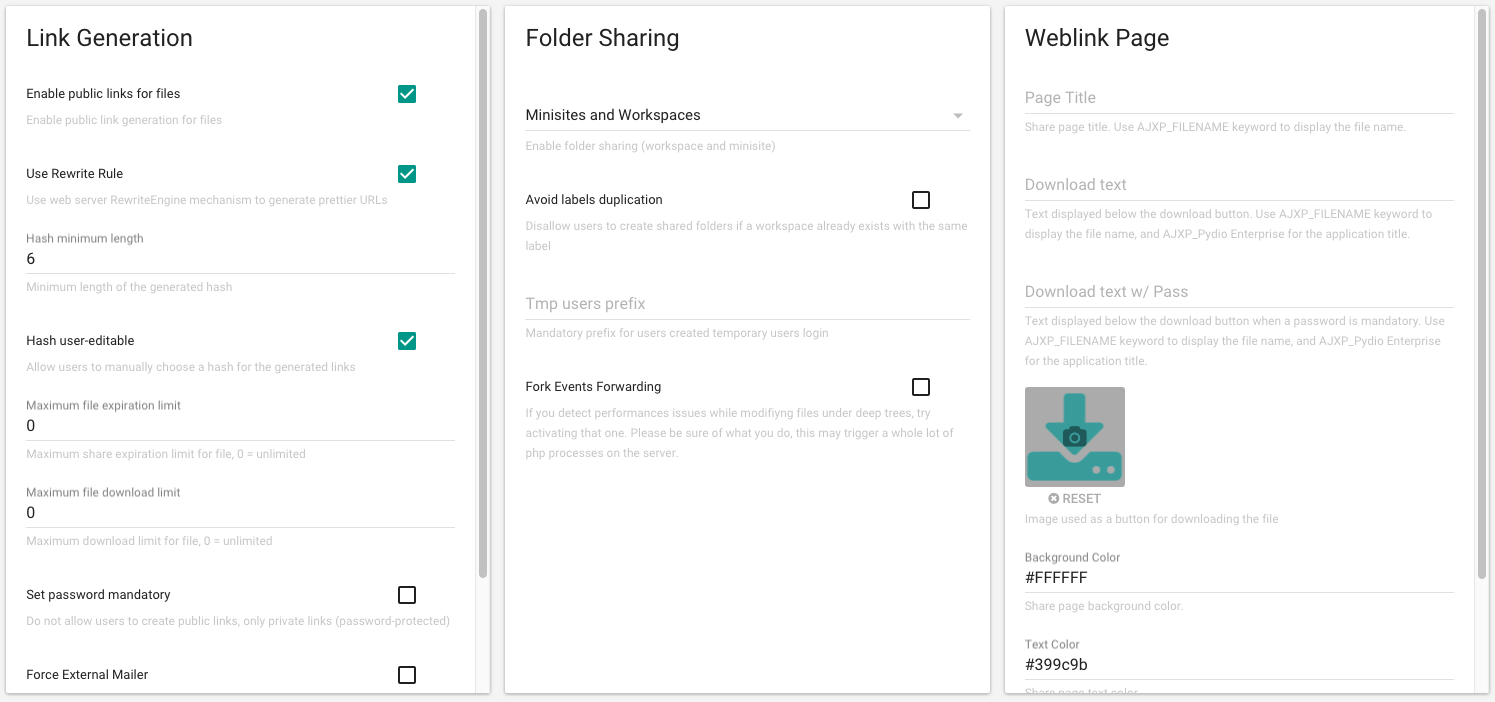 Link Generation
Enable public links for files
Enable public link generation for files
Use Rewrite Rule
Use web server RewriteEngine mechanism to generate prettier URLs
Hash minimum length
6
Minimum length of the generated hash
Hash user-editable
Allow users to manually choose a hash for the generated links
Maximum file expiration limit
0
Maximum share expiration limit for file, 0 = unlimited
Maximum file download limit
0
Maximum download limit for file, 0 = unlimited
Set password mandatory
Do not allow users to create public links, only private links (password-protected)
Force External Mailer
Folder Sharing
Minisites and Workspaces
Enable folder sharing (workspace and minisite)
Avoid labels duplication
Disallow users to create shared folders if a workspace already exists with the same
label
Tmp users prefix
Mandatory prefix for users created temporary users login
Fork Events Forwarding
If you detect performances issues while modifiyng files under deep trees, try
activating that one. Please be sure of what you do, this may trigger a whole lot of
php processes on the server.
Weblink Page
Page Title
Share page title. Use AJXP_FILENAME keyword to display the file name.
Download text
Text displayed below the download button. Use AJXP_FILENAME keyword to
display the file name, and AJXP_Pydio Enterprise for the application title.
Download text w/ Pass
Text displayed below the download button when a password is mandatory. Use
AJXP_FILENAME keyword to display the file name, and AJXP_Pydio Enterprise
for the application title.
RESET
Image used as a button for downloading the file
Background Color
#FFFFFF
Share page background color.
Text Color
#399c9b
Share page text color